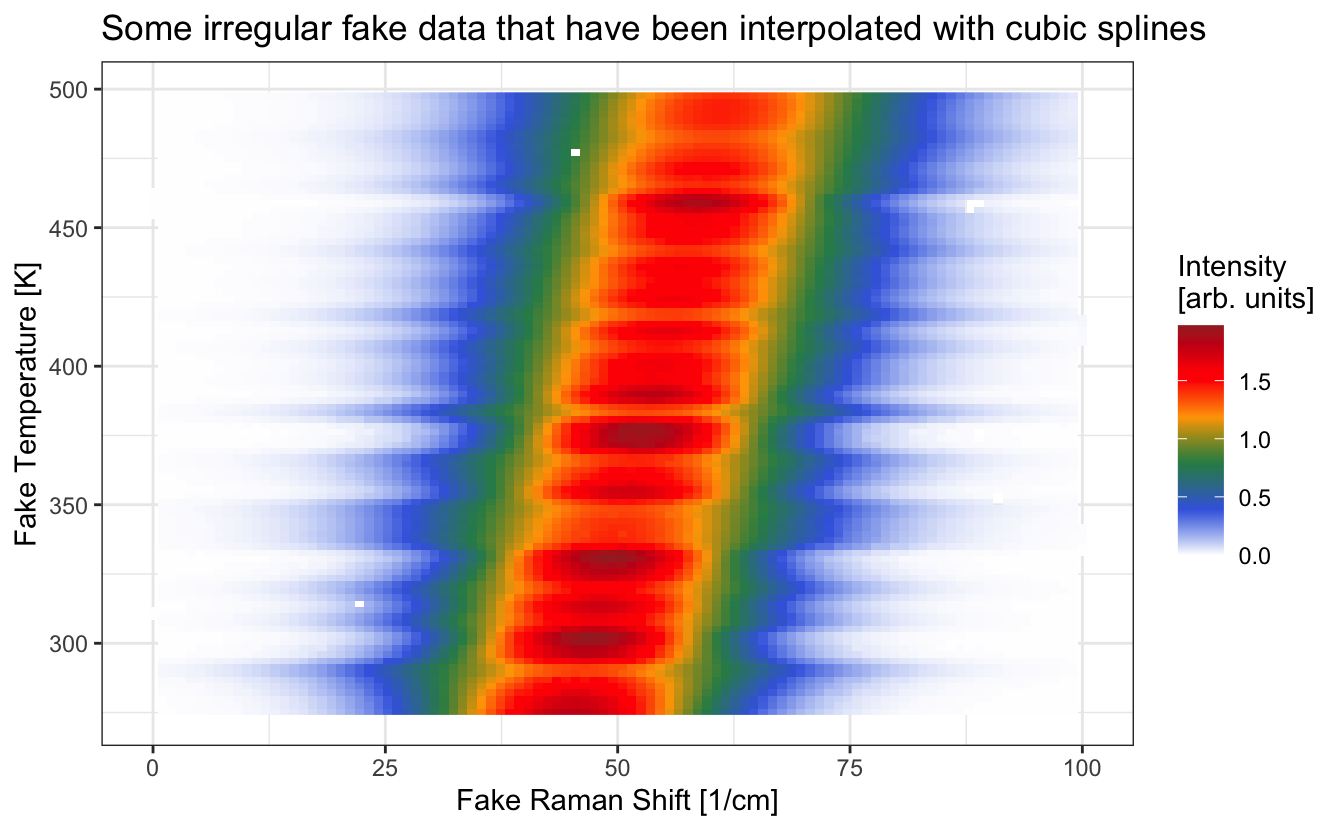 Some irregular fake data that have been interpolated with cubic splines
500
450
400
350
300
Fake Temperature [K]
0 25 50 75 100
Fake Raman Shift [1/cm]
Intensity
[arb. units]
1.5
1.0
0.5
0.0